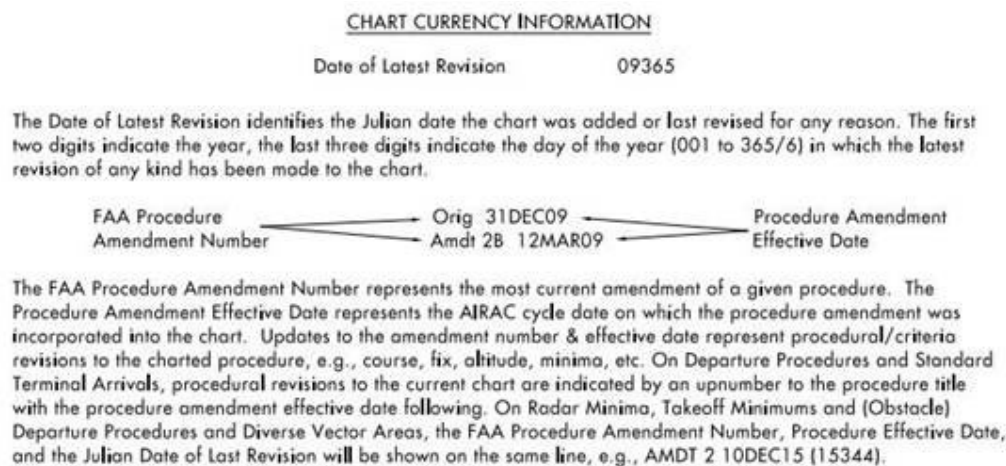 CHART CURRENCY INFORMATION
Date of Latest Revision 09365
The Date of Latest Revision identifies the Julian date the chart was added or last revised for any reason. The first
two digits indicate the year, the last three digits indicate the day of the year (001 to 365/6) in which the latest
revision of any kind has been made to the chart.
FAA Procedure Orig 31DEC09 Procedure Amendment
Amendment Number Amdt 2B 12MAR09 Effective Date
The FAA Procedure Amendment Number represents the most current amendment of a given procedure. The
Procedure Amendment Effective Date represents the AIRAC cycle date on which the procedure amendment was
incorporated into the chart. Updates to the amendment number & effective date represent procedural/criteria
revisions to the charted procedure, e.g., course, fix, altitude, minima, etc. On Departure Procedures and Standard
Terminal Arrivals, procedural revisions to the current chart are indicated by an upnumber to the procedure title
with the procedure amendment effective date following. On Radar Minima, Takeoff Minimums and (Obstacle)
Departure Procedures and Diverse Vector Areas, the FAA Procedure Amendment Number, Procedure Effective Date,
and the Julian Date of Last Revision will be shown on the same line, e.g., AMDT 2 10DEC15 (15344).